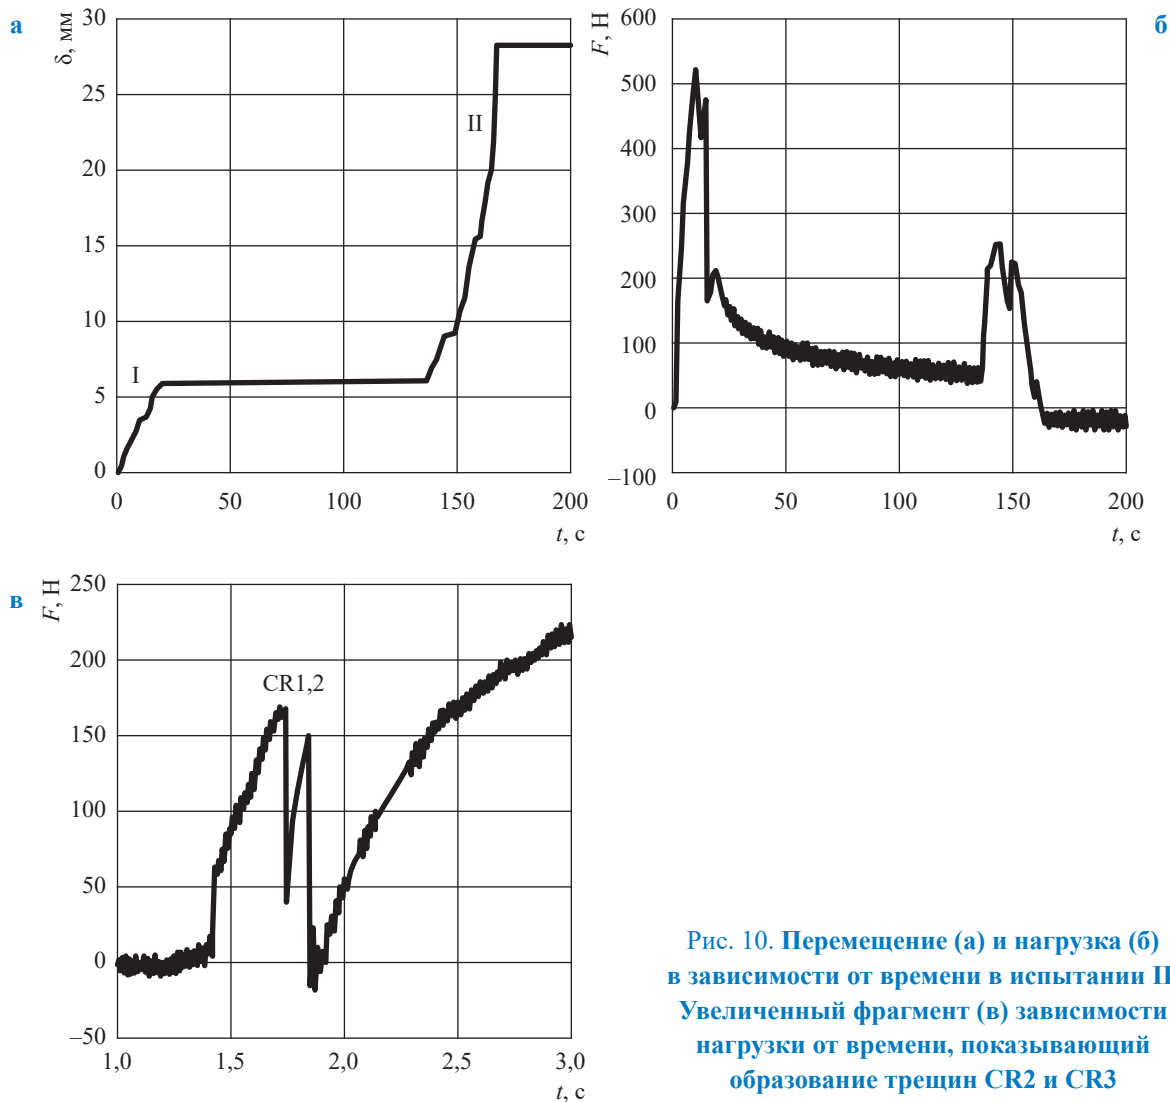 а
δ, мм
30
25
20
15
10
5
0
I
II
0 50 100 150 200
t, с
б
F, Н
600
500
400
300
200
100
0
–100
0 50 100 150 200
t, с
в
F, Н
250
200
150
100
50
0
–50
CR1,2
1,0 1,5 2,0 2,5 3,0
t, с
Рис. 10. Перемещение (а) и нагрузка (б)
в зависимости от времени в испытании II
Увеличенный фрагмент (в) зависимости
нагрузки от времени, показывающий
образование трещин CR2 и CR3